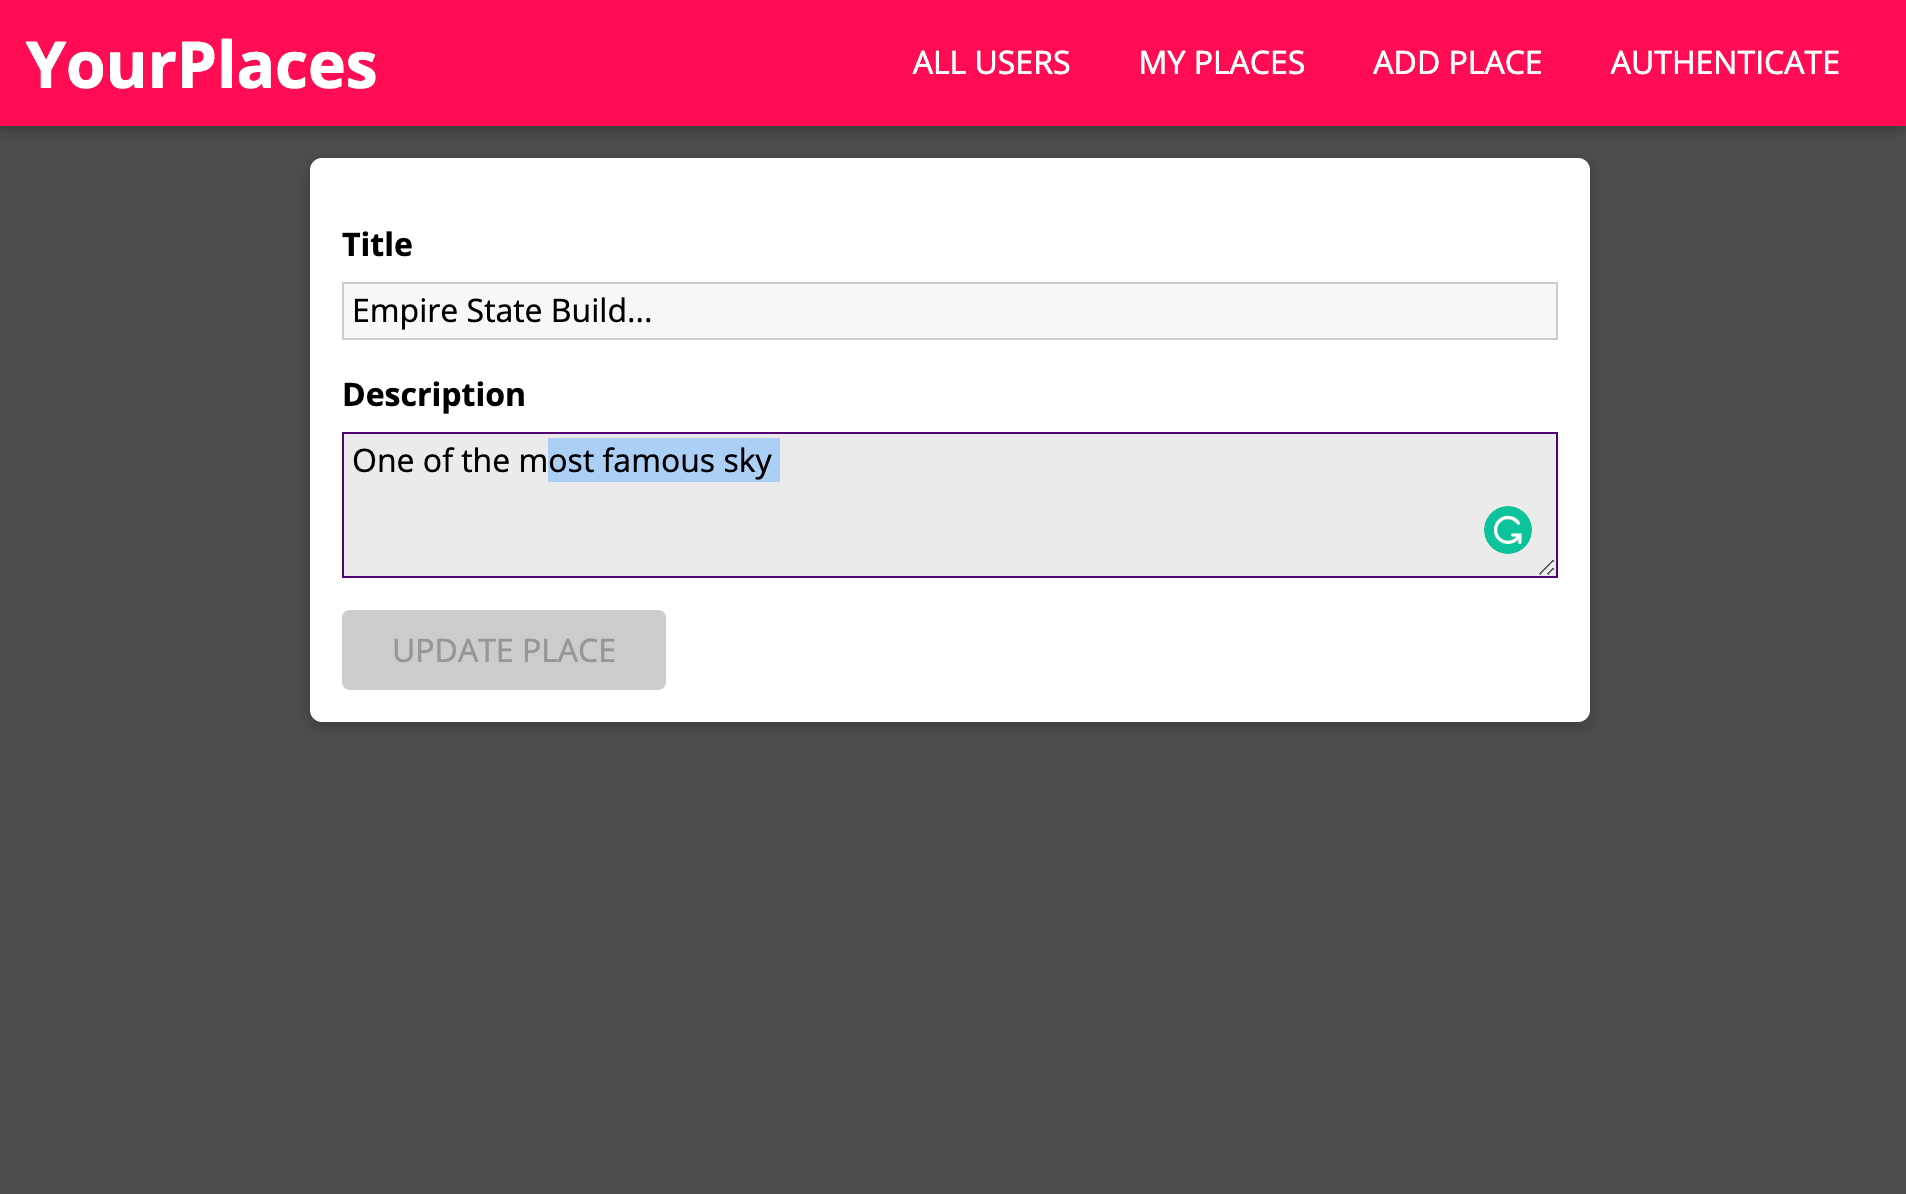 YourPlaces
ALL USERS
MY PLACES
ADD PLACE
AUTHENTICATE
Title
Empire State Build...
Description
One of the most famous sky
UPDATE PLACE